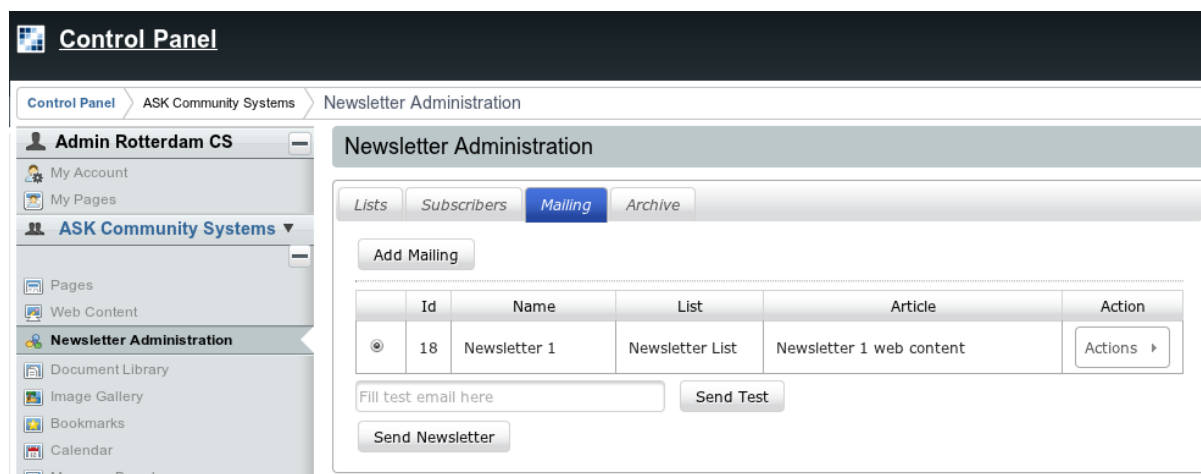 Control Panel
Control Panel ASK Community Systems Newsletter Administration
Admin Rotterdam CS
My Account
My Pages
ASK Community Systems
Pages
Web Content
Newsletter Administration
Document Library
Image Gallery
Bookmarks
Calendar
Newsletter Administration
Lists Subscribers Mailing Archive
Add Mailing
Id Name List Article Action
18 Newsletter 1 Newsletter List Newsletter 1 web content Actions
Fill test email here Send Test
Send Newsletter